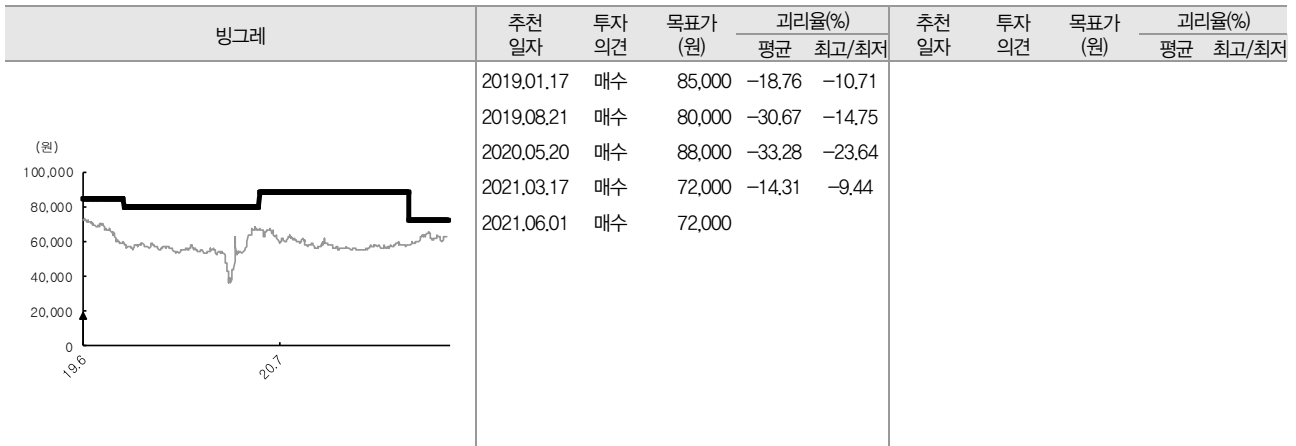 빙그레
추천 일자 투자 의견 목표가 (원) 괴리율(%) 평균 최고/최저 추천 일자 투자 의견 목표가 (원) 괴리율(%) 평균 최고/최저
2019.01.17 매수 85,000 -18.76 -10.71
2019.08.21 매수 80,000 -30.67 -14.75
2020.05.20 매수 88,000 -33.28 -23.64
2021.03.17 매수 72,000 -14.31 -9.44
2021.06.01 매수 72,000
(원)
100,000
80,000
60,000
40,000
20,000
0
19.6 20.7